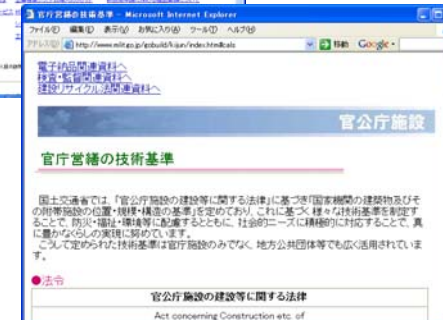 官庁営繕の技術基準 - Microsoft Internet Explorer
ファイル(F) 編集(E) 表示(V) お気に入り(A) ツール(T) ヘルプ(H)
アドレス(D) http://www.mlit.go.jp/gobuild/kijun/index.htm#cals 移動 Google
電子納品関連資料へ
検査・監督関連資料へ
建設リサイクル法関連資料へ
官公庁施設
官庁営繕の技術基準
国土交通省では、「官公庁施設の建設等に関する法律」に基づき「国家機関の建築物及びそ
の附帯施設の位置・規模・構造の基準」を定めており、これに基づく様々な技術基準を制定す
ることで、防災・福祉・環境等に配慮するとともに、社会的ニーズに積極的に対応することで、真
に豊かなくらしの実現に努めています。
こうして定められた技術基準は官庁施設のみでなく、地方公共団体等でも広く活用されていま
す。
●法令
官公庁施設の建設等に関する法律
Act concerning Construction etc. of